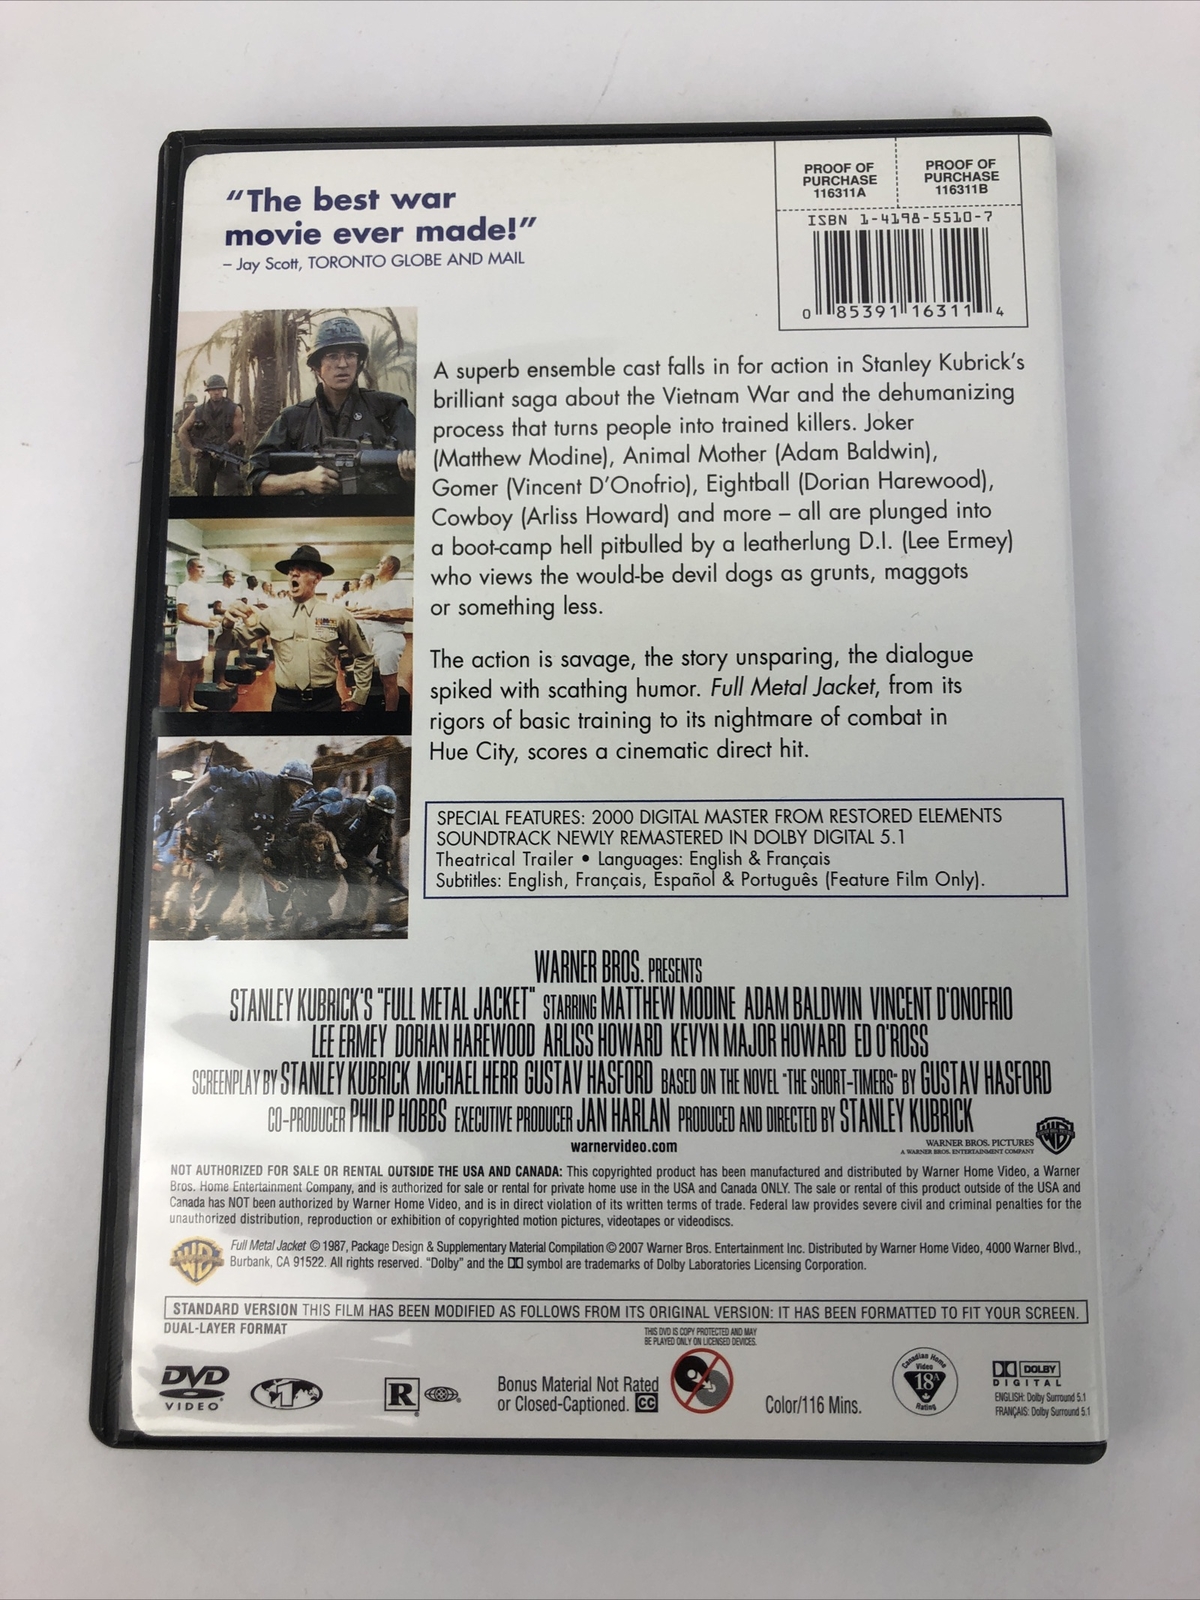 "The best war
movie ever made!"
– Jay Scott, TORONTO GLOBE AND MAIL
PROOF OF PURCHASE 116311A
PROOF OF PURCHASE 116311B
ISBN 1-4198-5510-7
0 85391 16311 4
A superb ensemble cast falls in for action in Stanley Kubrick's
brilliant saga about the Vietnam War and the dehumanizing
process that turns people into trained killers. Joker
(Matthew Modine), Animal Mother (Adam Baldwin),
Gomer (Vincent D'Onofrio), Eightball (Dorian Harewood),
Cowboy (Arliss Howard) and more – all are plunged into
a boot-camp hell pitbulled by a leatherlung D.I. (Lee Ermey)
who views the would-be devil dogs as grunts, maggots
or something less.
The action is savage, the story unsparing, the dialogue
spiked with scathing humor. Full Metal Jacket, from its
rigors of basic training to its nightmare of combat in
Hue City, scores a cinematic direct hit.
SPECIAL FEATURES: 2000 DIGITAL MASTER FROM RESTORED ELEMENTS
SOUNDTRACK NEWLY REMASTERED IN DOLBY DIGITAL 5.1
Theatrical Trailer • Languages: English & Français
Subtitles: English, Français, Español & Português (Feature Film Only).
WARNER BROS. PRESENTS
STANLEY KUBRICK'S "FULL METAL JACKET" STARRING MATTHEW MODINE ADAM BALDWIN VINCENT D'ONOFRIO
LEE ERMEY DORIAN HAREWOOD ARLISS HOWARD KEVYN MAJOR HOWARD ED O'ROSS
SCREENPLAY BY STANLEY KUBRICK MICHAEL HERR GUSTAV HASFORD BASED ON THE NOVEL "THE SHORT-TIMERS" BY GUSTAV HASFORD
CO-PRODUCER PHILIP HOBBS EXECUTIVE PRODUCER JAN HARLAN PRODUCED AND DIRECTED BY STANLEY KUBRICK
warnervideo.com
WARNER BROS. PICTURES
A WARNER BROS. ENTERTAINMENT COMPANY
NOT AUTHORIZED FOR SALE OR RENTAL OUTSIDE THE USA AND CANADA: This copyrighted product has been manufactured and distributed by Warner Home Video, a Warner
Bros. Home Entertainment Company, and is authorized for sale or rental for private home use in the USA and Canada ONLY. The sale or rental of this product outside of the USA and
Canada has NOT been authorized by Warner Home Video, and is in direct violation of its written terms of trade. Federal law provides severe civil and criminal penalties for the
unauthorized distribution, reproduction or exhibition of copyrighted motion pictures, videotapes or videodiscs.
Full Metal Jacket © 1987, Package Design & Supplementary Material Compilation © 2007 Warner Bros. Entertainment Inc. Distributed by Warner Home Video, 4000 Warner Blvd.,
Burbank, CA 91522. All rights reserved. "Dolby" and the DD symbol are trademarks of Dolby Laboratories Licensing Corporation.
STANDARD VERSION THIS FILM HAS BEEN MODIFIED AS FOLLOWS FROM ITS ORIGINAL VERSION: IT HAS BEEN FORMATTED TO FIT YOUR SCREEN.
DUAL-LAYER FORMAT
THIS DVD IS COPY PROTECTED AND MAY
BE PLAYED ONLY ON LICENSED DEVICES.
DVD
VIDEO
1
R
Bonus Material Not Rated
or Closed-Captioned. CC
Color/116 Mins.
Canadian Home
Video
18A
Rating
DOLBY
DIGITAL
ENGLISH: Dolby Surround 5.1
FRANÇAIS: Dolby Surround 5.1